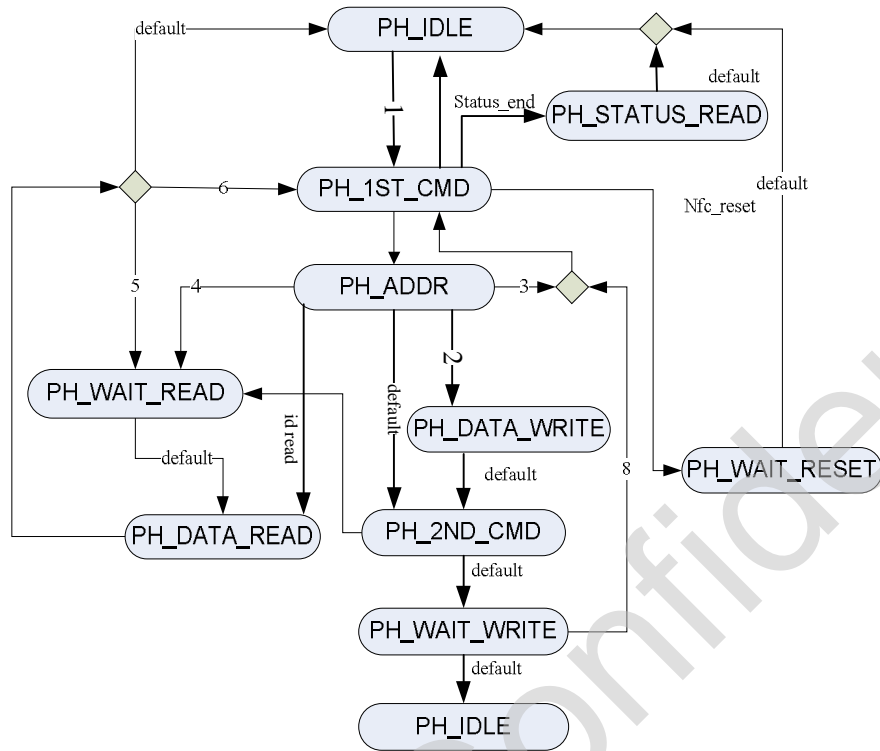 default
PH_IDLE
default
1
Status_end
PH_STATUS_READ
6
PH_1ST_CMD
default
Nfc_reset
5
4
PH_ADDR
3
2
PH_WAIT_READ
default
id read
PH_DATA_WRITE
default
default
8
PH_WAIT_RESET
PH_DATA_READ
PH_2ND_CMD
default
PH_WAIT_WRITE
default
PH_IDLE